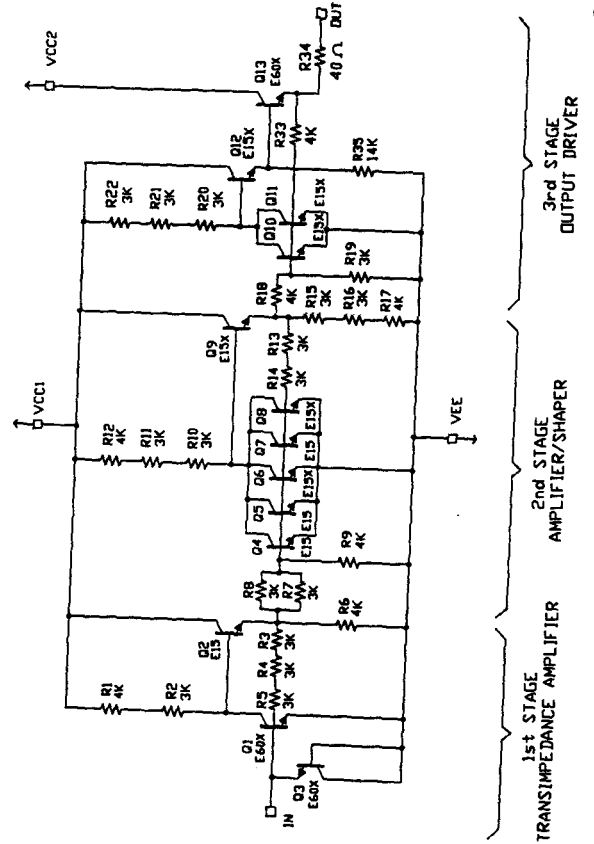 VCC1
VCC2
R1
4K
R2
3K
Q1
E60X
Q3
E60X
IN
Q2
E15
R5
3K
R4
3K
R3
3K
R6
4K
R8
3K
R7
3K
R9
4K
R12
4K
R11
3K
R10
3K
Q4
E15
Q5
E15
Q6
E15X
Q7
E15
Q8
E15X
R14
3K
R13
3K
Q9
E15X
R18
4K
R15
3K
R16
3K
R17
4K
R19
3K
R22
3K
R21
3K
R20
3K
Q10
E15X
Q11
E15X
Q12
E15X
Q13
E60X
R33
4K
R34
40 Ω
R35
14K
OUT
VEE
1st STAGE
TRANSIMPEDANCE AMPLIFIER
2nd STAGE
AMPLIFIER/SHAPER
3rd STAGE
OUTPUT DRIVER